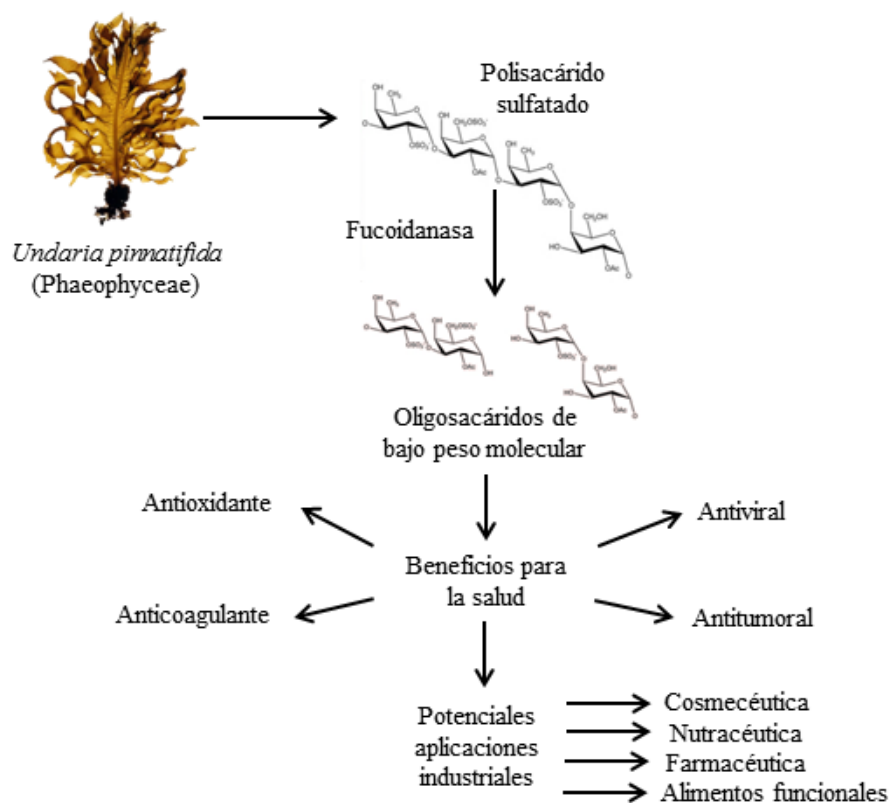 Polisacárido
sulfatado
Undaria pinnatifida
(Phaeophyceae)
Fucoidanasa
Oligosacáridos de
bajo peso molecular
Antioxidante
Antiviral
Beneficios para
la salud
Anticoagulante
Antitumoral
Potenciales
aplicaciones
industriales
Cosmecéutica
Nutracéutica
Farmacéutica
Alimentos funcionales